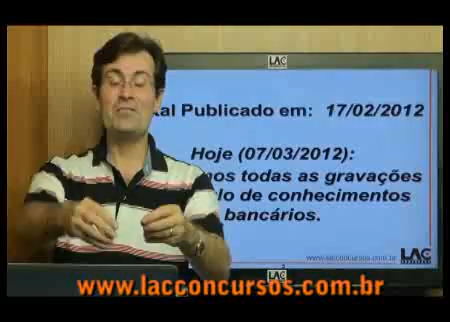 LAC
al Publicado em: 17/02/2012
Hoje (07/03/2012):
os todas as gravações
lo de conhecimentos
bancários.
www.lacconcursos.com.br
LAC
LAC
www.lacconcursos.com.br